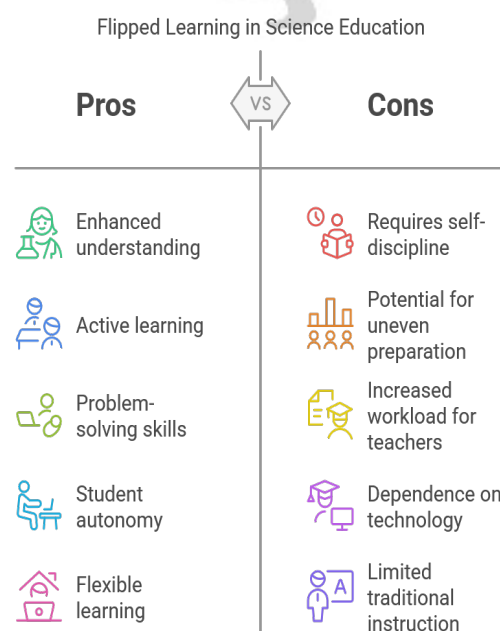 Flipped Learning in Science Education
Pros
VS
Cons
Enhanced
understanding
Active learning
Problem-
solving skills
Student
autonomy
Flexible
learning
Requires self-
discipline
Potential for
uneven
preparation
Increased
workload for
teachers
Dependence on
technology
A
Limited
traditional
instruction